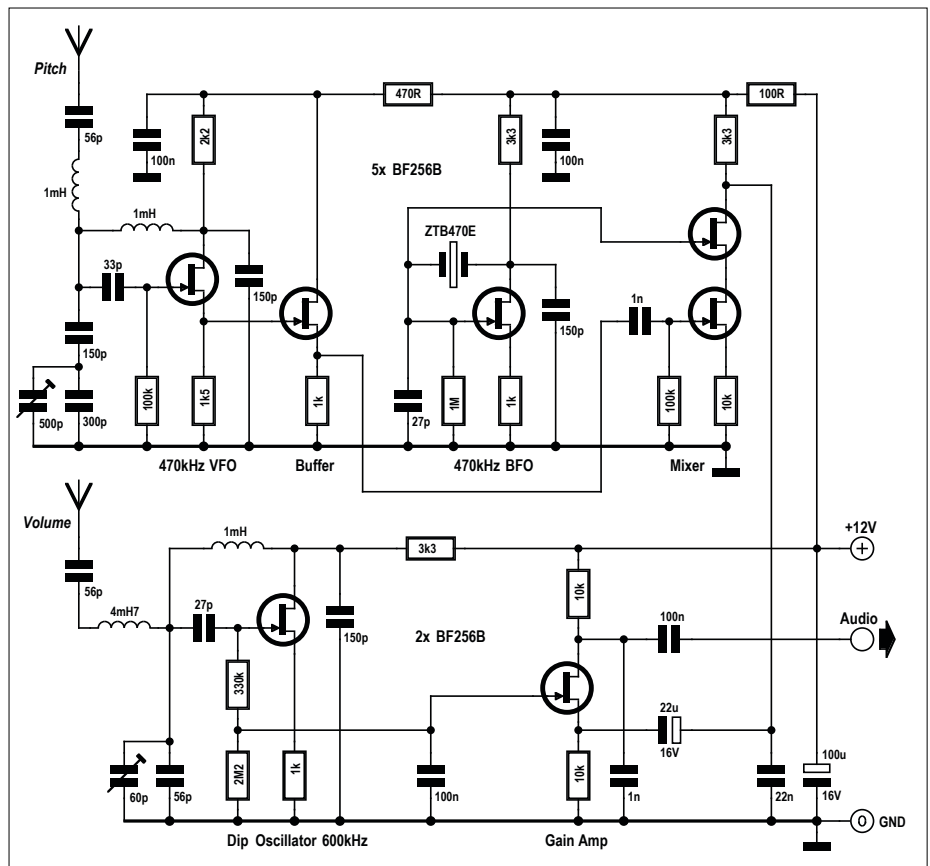 Pitch
56p
1mH
1mH
33p
150p
500p
300p
100n
2k2
100k
1k5
150p
1k
470R
5x BF256B
ZTB470E
3k3
100n
27p
1M
1k
150p
1n
100k
3k3
100R
10k
470kHz VFO
Buffer
470kHz BFO
Mixer
Volume
56p
4mH7
1mH
27p
330k
2M2
60p
56p
1k
150p
3k3
2x BF256B
100n
10k
100n
22u
16V
10k
1n
22n
100u
16V
+12V
Audio
GND
Dip Oscillator 600kHz
Gain Amp